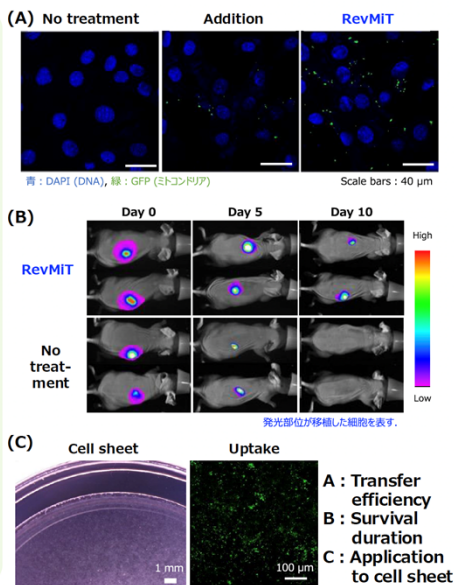 (A)
No treatment
Addition
RevMiT
青 : DAPI (DNA), 緑 : GFP (ミトコンドリア)
Scale bars : 40 μm
(B)
Day 0
Day 5
Day 10
RevMiT
No
treat-
ment
High
Low
発光部位が移植した細胞を表す.
(C)
Cell sheet
Uptake
1 mm
100 μm
A : Transfer
efficiency
B : Survival
duration
C : Application
to cell sheet